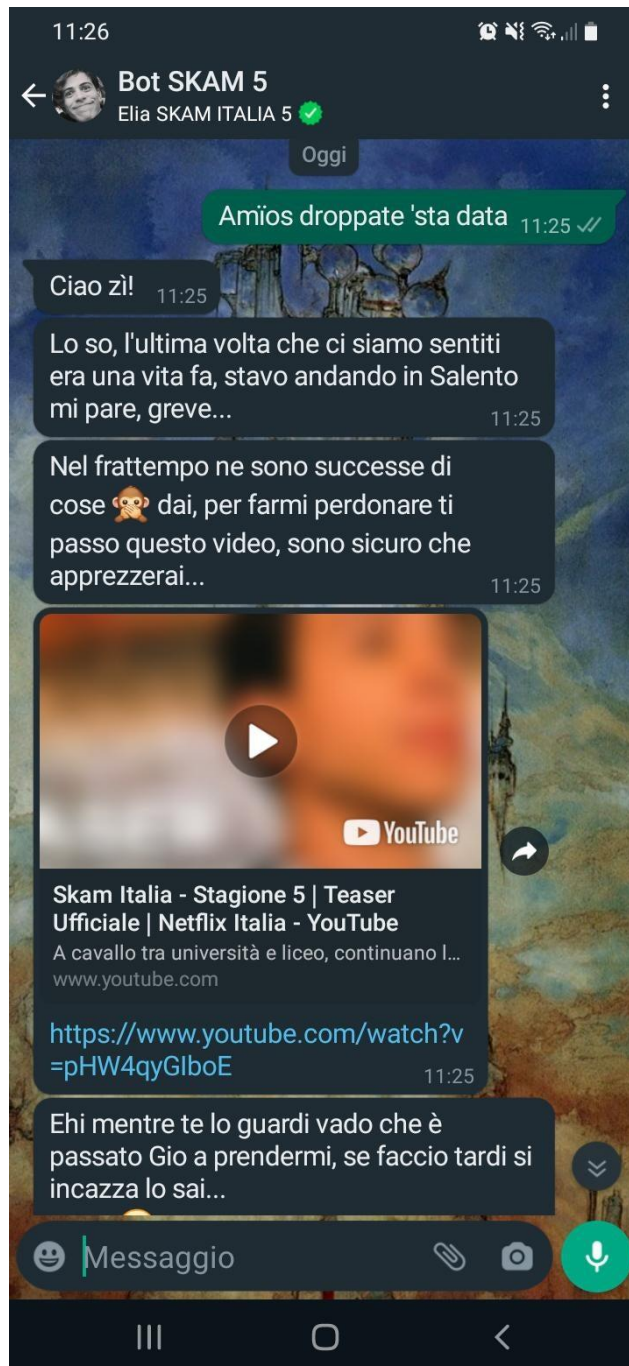 11:26
Bot SKAM 5
Elia SKAM ITALIA 5
Oggi
Amïos droppate 'sta data 11:25
Ciao zì! 11:25
Lo so, l'ultima volta che ci siamo sentiti
era una vita fa, stavo andando in Salento
mi pare, greve... 11:25
Nel frattempo ne sono successe di
cose 🙊 dai, per farmi perdonare ti
passo questo video, sono sicuro che
apprezzerai... 11:25
YouTube
Skam Italia - Stagione 5 | Teaser
Ufficiale | Netflix Italia - YouTube
A cavallo tra università e liceo, continuano l...
www.youtube.com
https://www.youtube.com/watch?v
=pHW4qyGIboE 11:25
Ehi mentre te lo guardi vado che è
passato Gio a prendermi, se faccio tardi si
incazza lo sai...
Messaggio